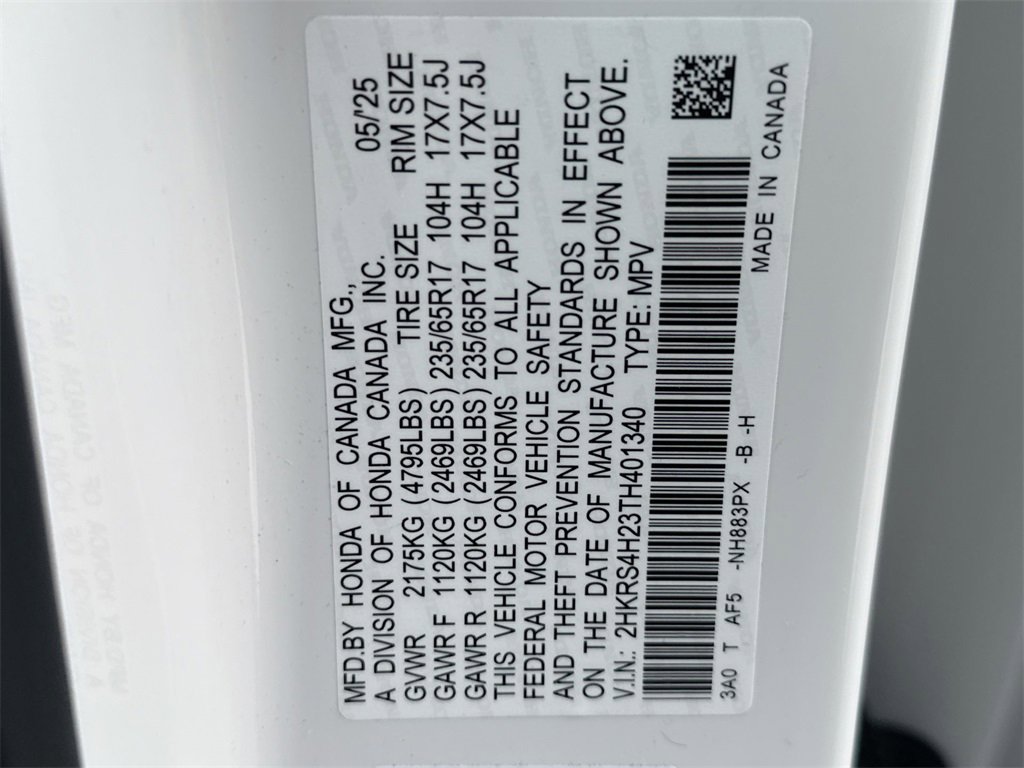 MFD.BY HONDA OF CANADA MFG., 05/'25
A DIVISION OF HONDA CANADA INC.
GVWR 2175KG (4795LBS) TIRE SIZE RIM SIZE
GAWR F 1120KG (2469LBS) 235/65R17 104H 17X7.5J
GAWR R 1120KG (2469LBS) 235/65R17 104H 17X7.5J
THIS VEHICLE CONFORMS TO ALL APPLICABLE
FEDERAL MOTOR VEHICLE SAFETY
AND THEFT PREVENTION STANDARDS IN EFFECT
ON THE DATE OF MANUFACTURE SHOWN ABOVE.
V.I.N.: 2HKRS4H23TH401340 TYPE: MPV
3A0 T AF5 -NH883PX -B -H MADE IN CANADA